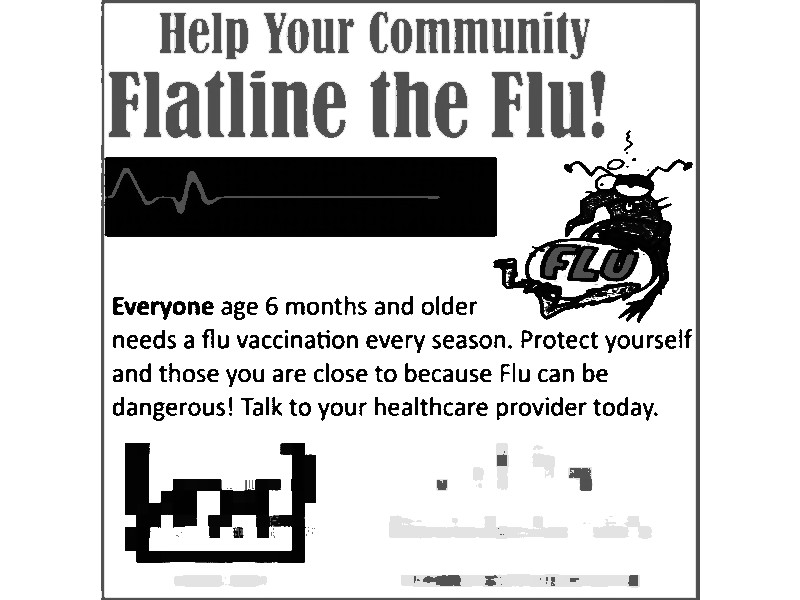 Help Your Community
Flatline the Flu!
FLU
Everyone age 6 months and older
needs a flu vaccination every season. Protect yourself
and those you are close to because Flu can be
dangerous! Talk to your healthcare provider today.